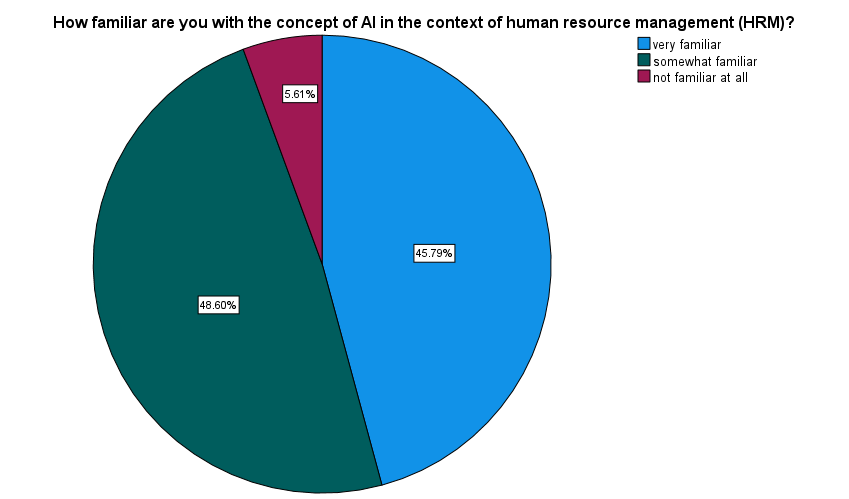 How familiar are you with the concept of AI in the context of human resource management (HRM)?
very familiar
somewhat familiar
not familiar at all
5.61%
45.79%
48.60%